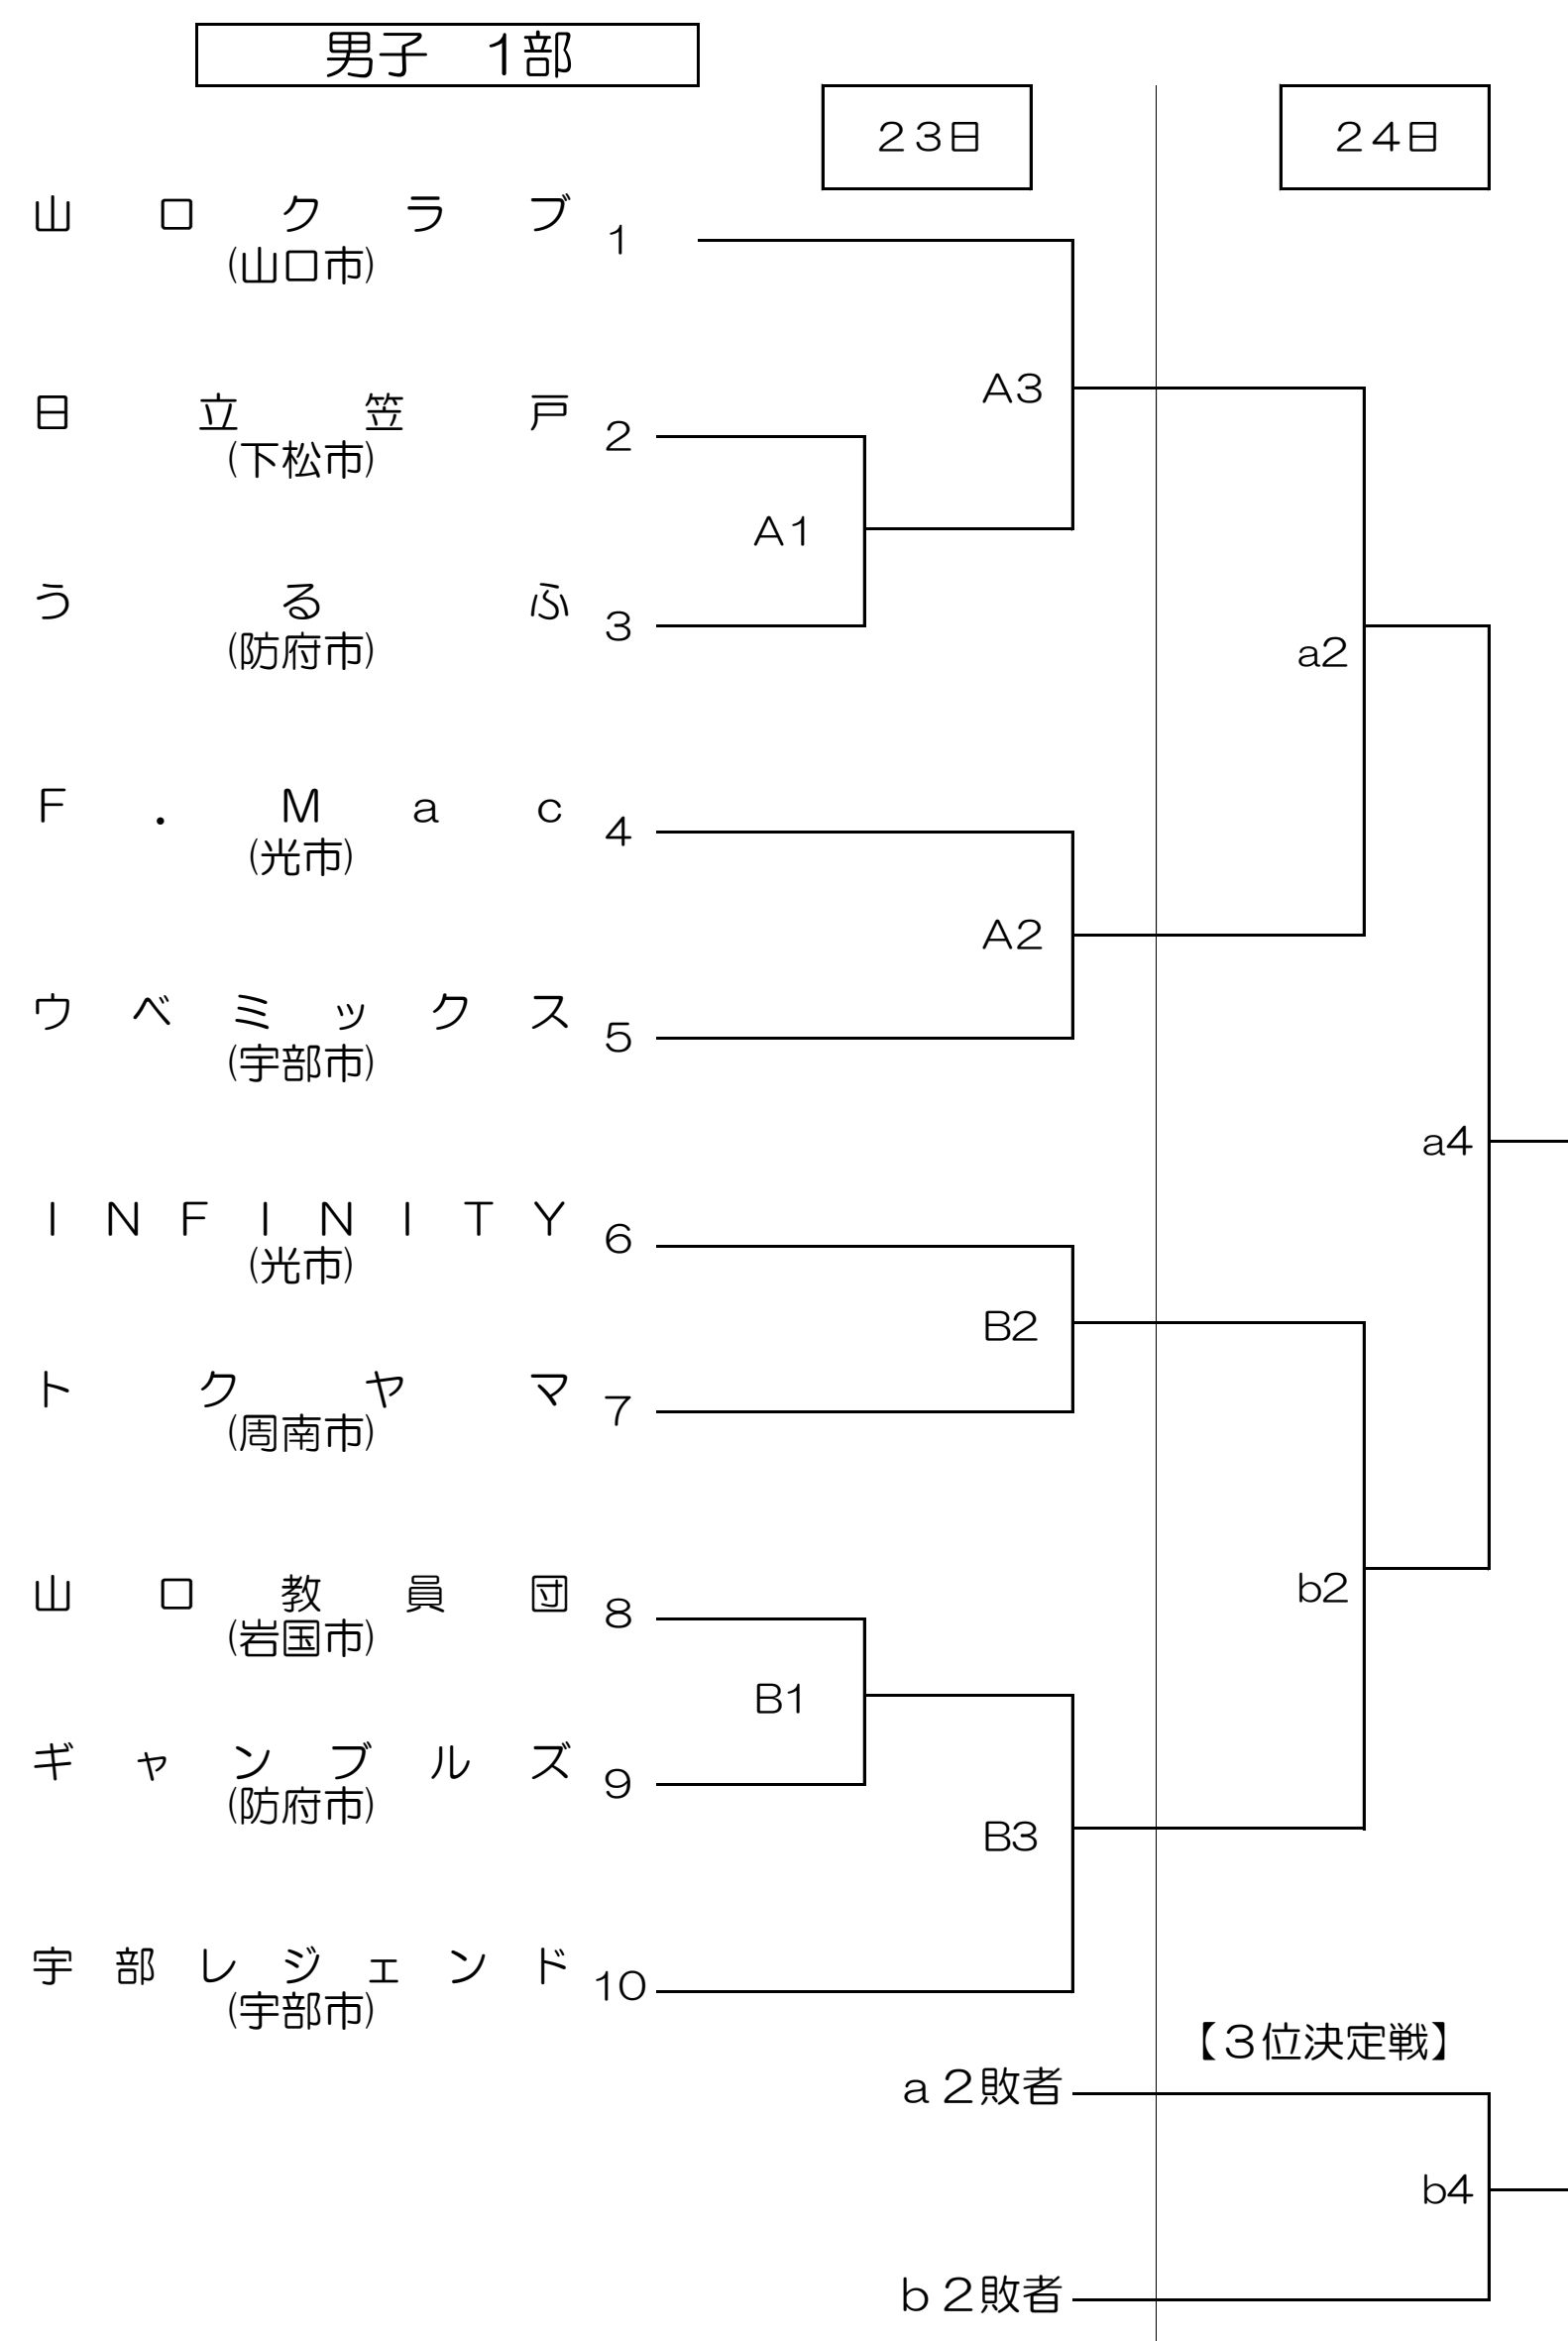 男子　１部
２３日
２４日
山口クラブ
1
(山口市)
A3
日立笠戸
2
(下松市)
A1
うるふ
3
(防府市)
a2
Ｆ．Ｍａｃ
4
(光市)
A2
ウベミックス
5
(宇部市)
a4
ＩＮＦＩＮＩＴＹ
6
(光市)
B2
トクヤマ
7
(周南市)
b2
山口教員団
8
(岩国市)
B1
ギャンブルズ
9
(防府市)
B3
宇部レジェンド
10
(宇部市)
【３位決定戦】
ａ２敗者
b4
ｂ２敗者